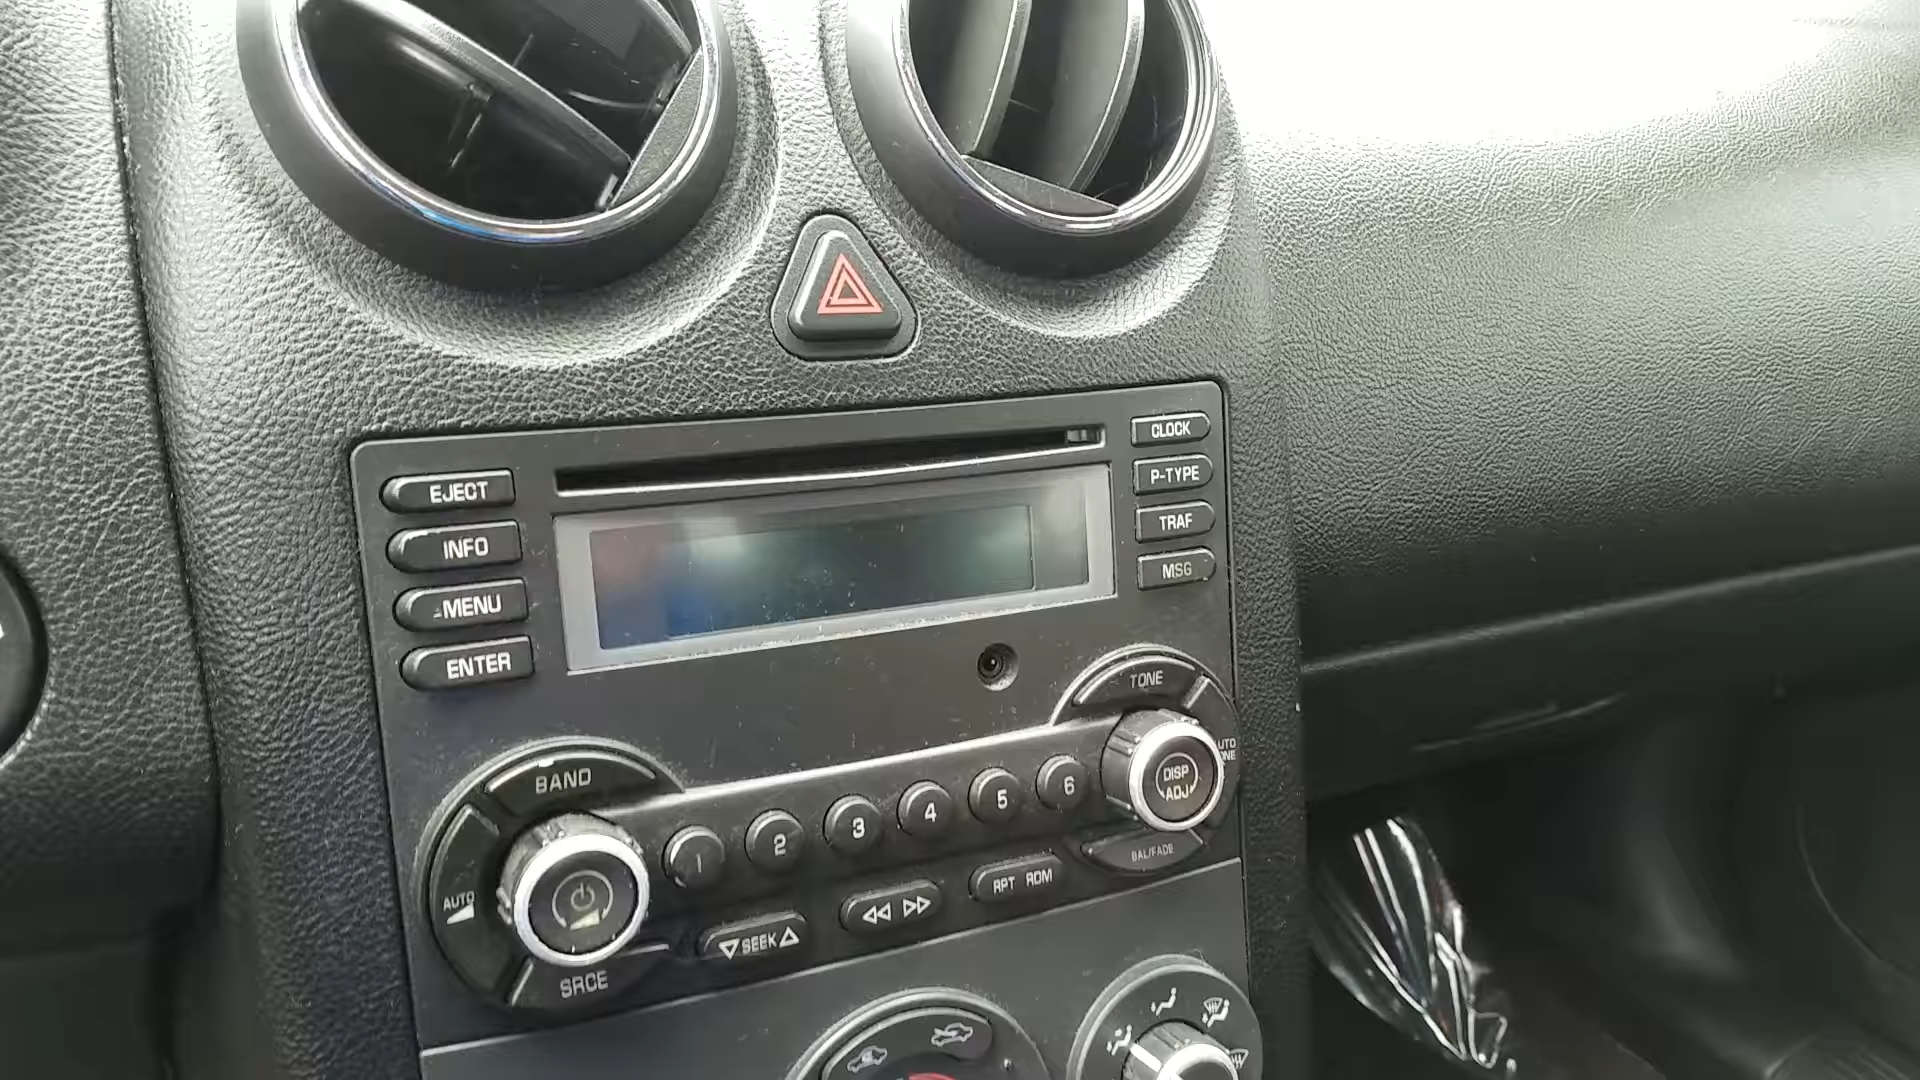 CLOCK
EJECT
P-TYPE
INFO
TRAF
MENU
MSG
ENTER
TONE
BAND
AUTO
1
2
3
4
5
6
DISP
ADJ
BAL/FADE
RPT RDM
SEEK
SRCE